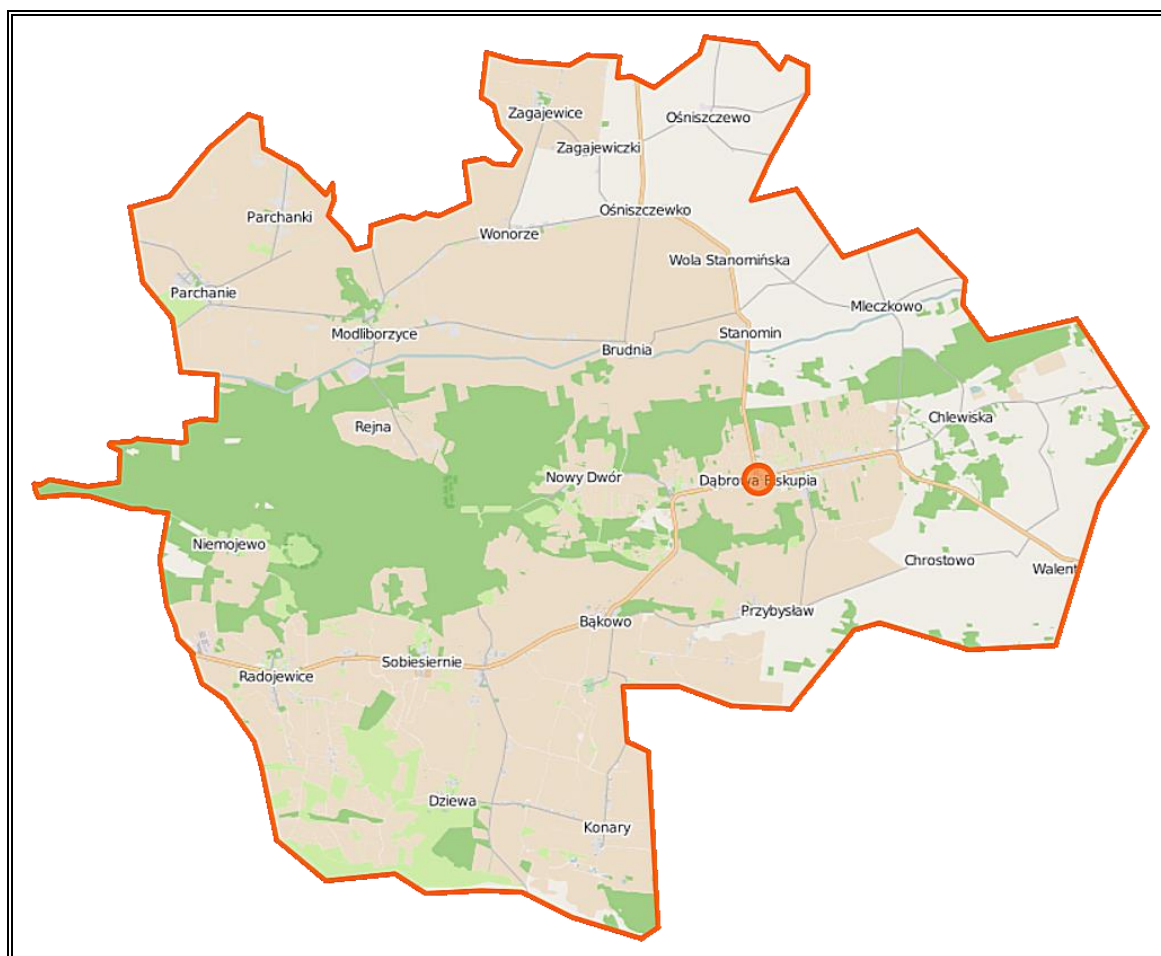 Zagajewice
Ośniszczewo
Zagajewiczki
Ośniszczewko
Parchanki
Wonorze
Wola Stanomińska
Parchanie
Mleczkowo
Modliborzyce
Stanomin
Brudnia
Chlewiska
Rejna
Nowy Dwór
Dąbrowa Biskupia
Niemojewo
Chrostowo
Walent
Przybysław
Bąkowo
Sobiesiernie
Radojewice
Dziewa
Konary